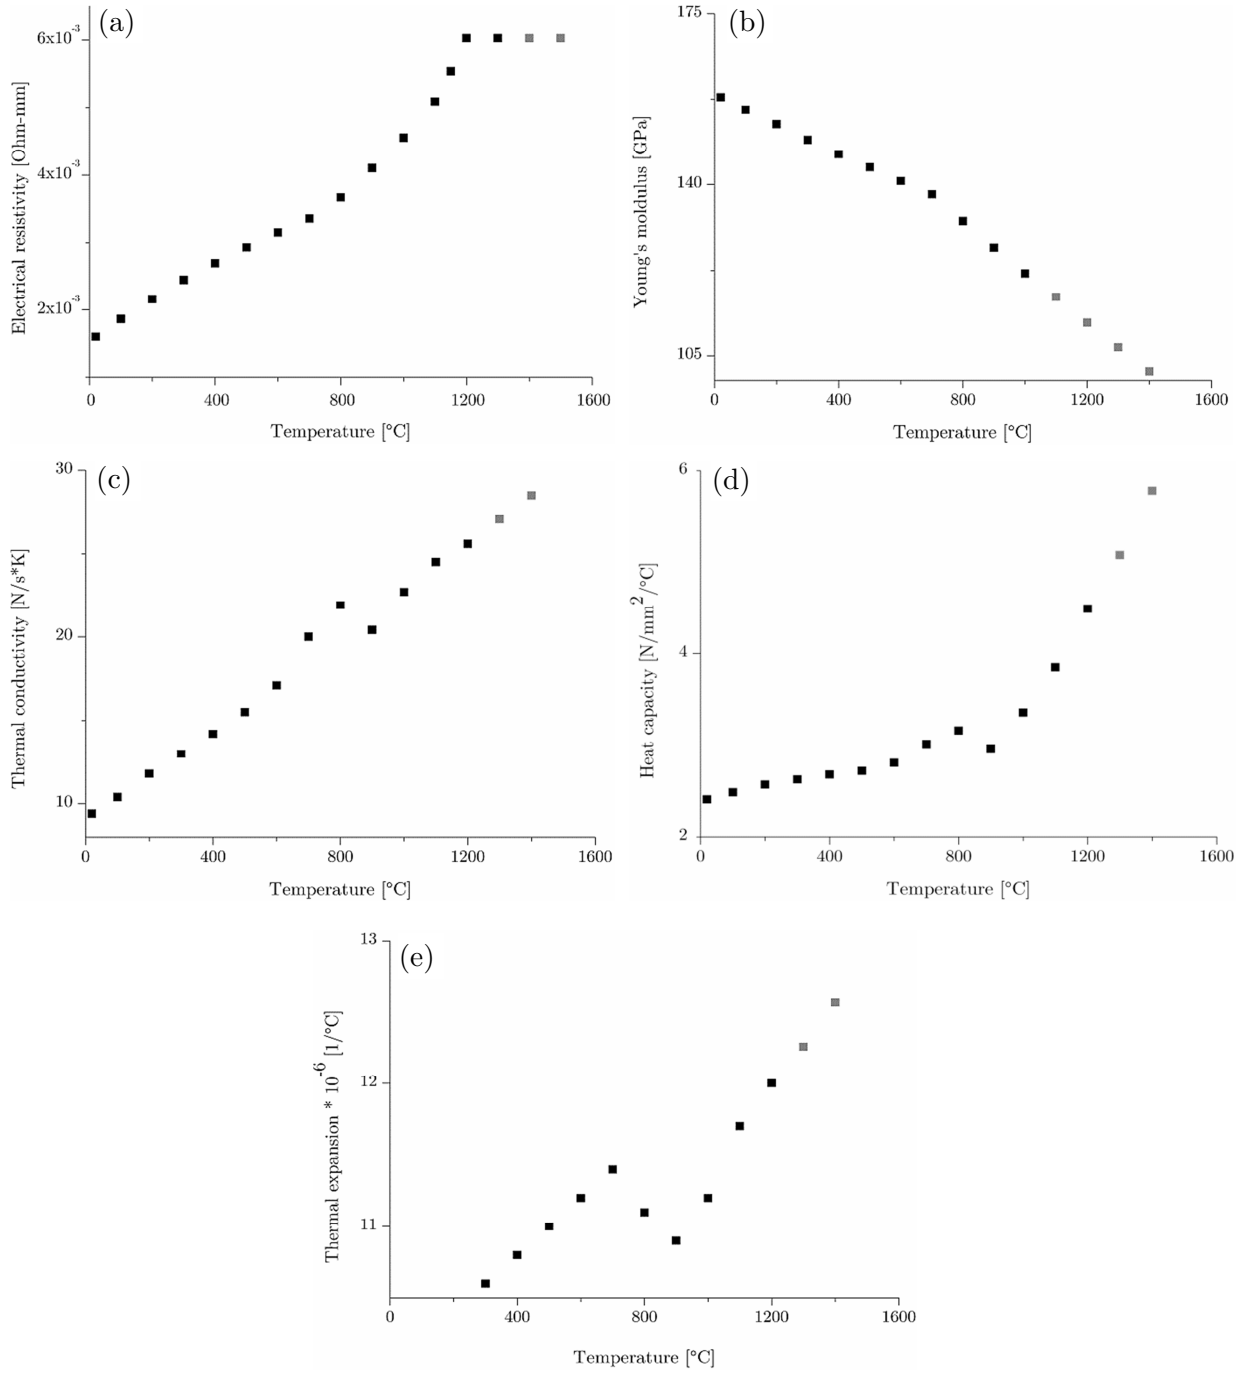 (a)
6x10⁻³
4x10⁻³
2x10⁻³
Electrical resistivity [Ohm-mm]
0 400 800 1200 1600
Temperature [°C]
(b)
175
140
105
Young's moldulus [GPa]
0 400 800 1200 1600
Temperature [°C]
(c)
30
20
10
Thermal conductivity [N/s*K]
0 400 800 1200 1600
Temperature [°C]
(d)
6
4
2
Heat capacity [N/mm²/°C]
0 400 800 1200 1600
Temperature [°C]
(e)
13
12
11
Thermal expansion * 10⁻⁶ [1/°C]
0 400 800 1200 1600
Temperature [°C]